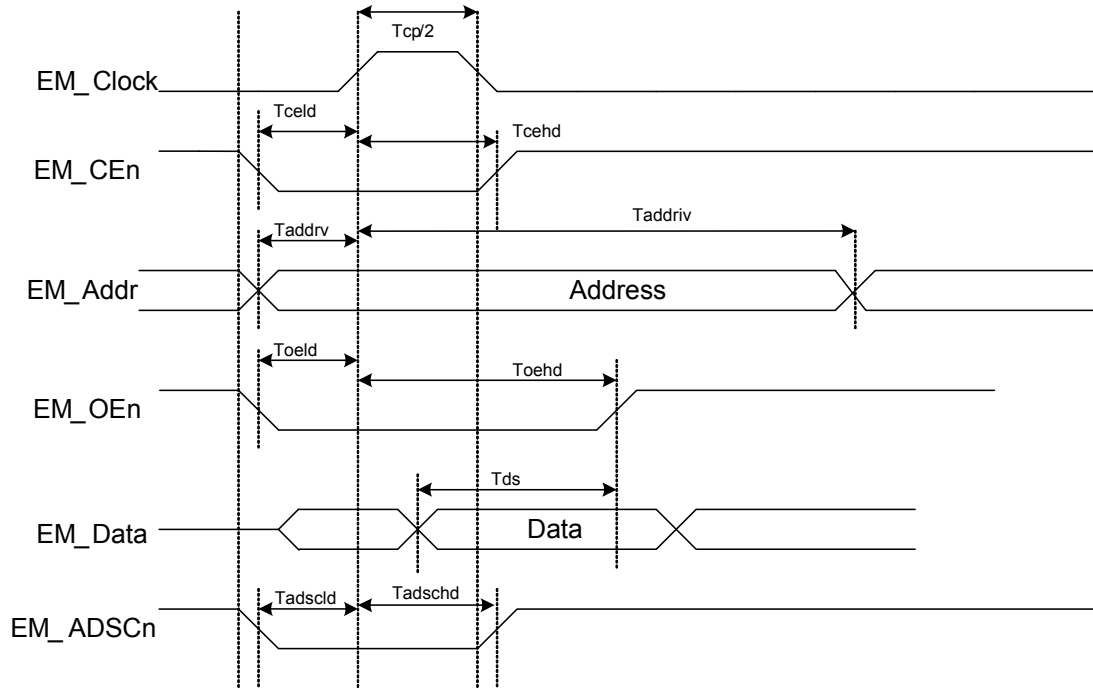 Tcp/2
EM_Clock
Tceld
Tcehd
EM_CEn
Taddrv
Taddriv
EM_Addr
Address
Toeld
Toehd
EM_OEn
Tds
EM_Data
Data
Tadscld
Tadschd
EM_ADSCn